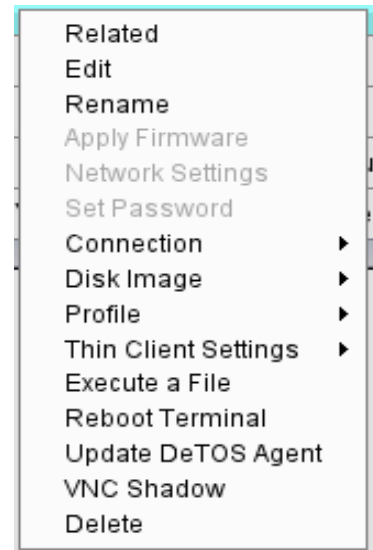 Related
Edit
Rename
Apply Firmware
Network Settings
Set Password
Connection
Disk Image
Profile
Thin Client Settings
Execute a File
Reboot Terminal
Update DeTOS Agent
VNC Shadow
Delete